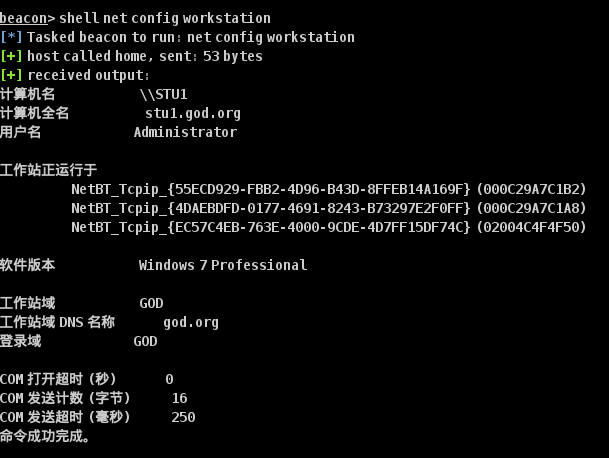 beacon> shell net config workstation
[*] Tasked beacon to run: net config workstation
[+] host called home, sent: 53 bytes
[+] received output:
计算机名 \\STU1
计算机全名 stu1.god.org
用户名 Administrator
工作站正运行于
NetBT_Tcpip_{55ECD929-FBB2-4D96-B43D-8FFEB14A169F} (000C29A7C1B2)
NetBT_Tcpip_{4DAEBDFD-0177-4691-8243-B73297E2F0FF} (000C29A7C1A8)
NetBT_Tcpip_{EC57C4EB-763E-4000-9CDE-4D7FF15DF74C} (02004C4F4F50)
软件版本 Windows 7 Professional
工作站域 GOD
工作站域 DNS 名称 god.org
登录域 GOD
COM 打开超时 (秒) 0
COM 发送计数 (字节) 16
COM 发送超时 (毫秒) 250
命令成功完成。